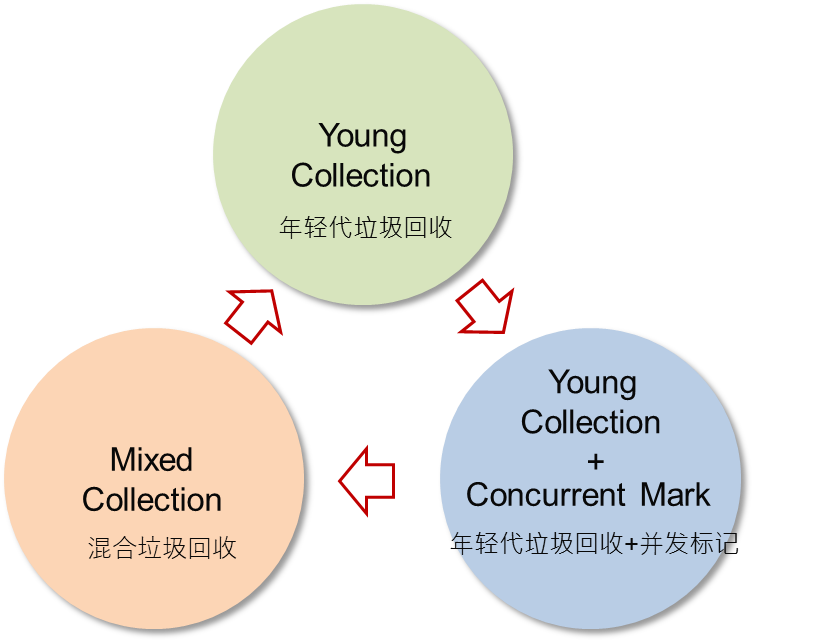 Young
Collection
年轻代垃圾回收
Young
Collection
+
Concurrent Mark
年轻代垃圾回收+并发标记
Mixed
Collection
混合垃圾回收